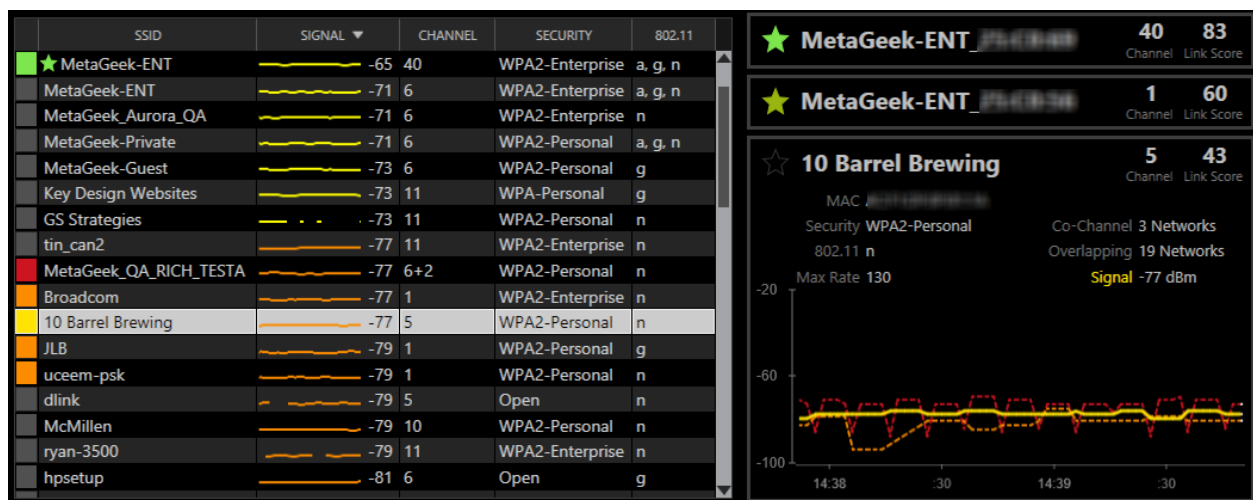 SSID SIGNAL ▼ CHANNEL SECURITY 802.11
MetaGeek-ENT -65 40 WPA2-Enterprise a, g, n
MetaGeek-ENT -71 6 WPA2-Enterprise a, g, n
MetaGeek_Aurora_QA -71 6 WPA2-Enterprise n
MetaGeek-Private -71 6 WPA2-Personal a, g, n
MetaGeek-Guest -73 6 WPA2-Personal g
Key Design Websites -73 11 WPA-Personal g
GS Strategies -73 11 WPA2-Personal n
tin_can2 -77 11 WPA2-Enterprise n
MetaGeek_QA_RICH_TESTA -77 6+2 WPA2-Personal n
Broadcom -77 1 WPA2-Enterprise n
10 Barrel Brewing -77 5 WPA2-Personal n
JLB -79 1 WPA2-Personal g
uceem-psk -79 1 WPA2-Personal n
dlink -79 5 Open n
McMillen -79 10 WPA2-Personal n
ryan-3500 -79 11 WPA2-Enterprise n
hpsetup -81 6 Open g
MetaGeek-ENT_ 40 83
Channel Link Score
MetaGeek-ENT_ 1 60
Channel Link Score
10 Barrel Brewing 5 43
Channel Link Score
MAC
Security WPA2-Personal Co-Channel 3 Networks
802.11 n Overlapping 19 Networks
Max Rate 130 Signal -77 dBm
-20
-60
-100
14:38 :30 14:39 :30